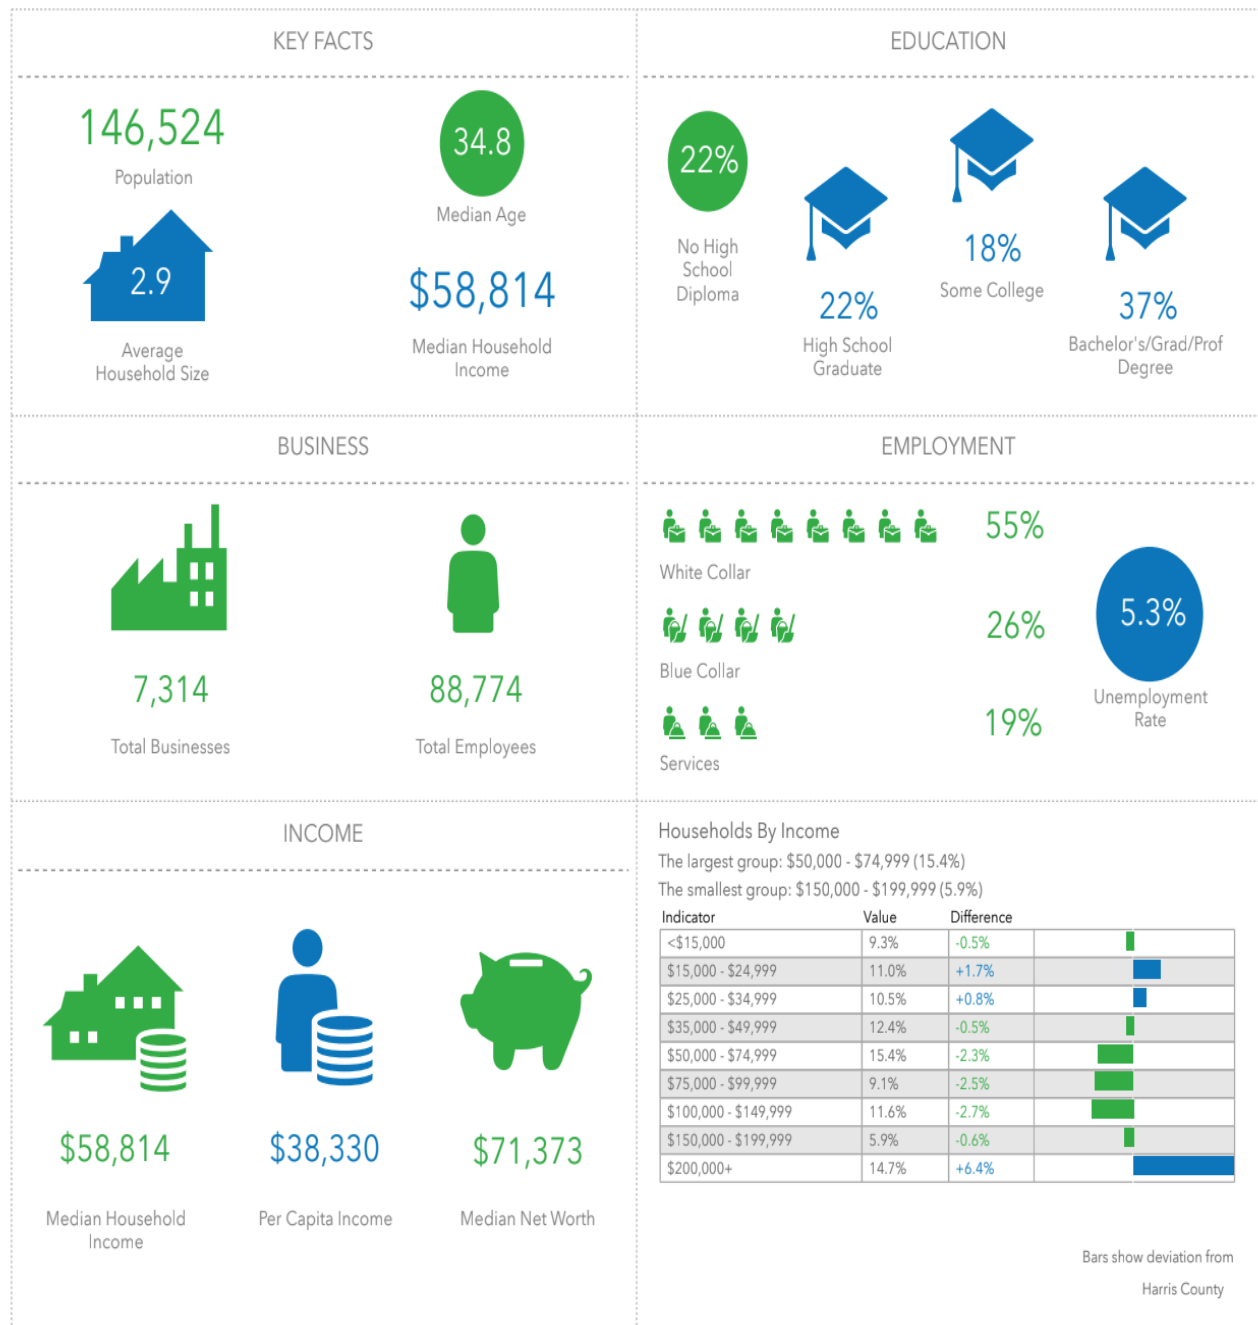 KEY FACTS
146,524
Population
34.8
Median Age
2.9
Average
Household Size
$58,814
Median Household
Income
EDUCATION
22%
No High
School
Diploma
22%
High School
Graduate
18%
Some College
37%
Bachelor's/Grad/Prof
Degree
BUSINESS
7,314
Total Businesses
88,774
Total Employees
EMPLOYMENT
55%
White Collar
26%
Blue Collar
19%
Services
5.3%
Unemployment
Rate
INCOME
$58,814
Median Household
Income
$38,330
Per Capita Income
$71,373
Median Net Worth
Households By Income
The largest group: $50,000 - $74,999 (15.4%)
The smallest group: $150,000 - $199,999 (5.9%)
Indicator Value Difference
<$15,000 9.3% -0.5%
$15,000 - $24,999 11.0% +1.7%
$25,000 - $34,999 10.5% +0.8%
$35,000 - $49,999 12.4% -0.5%
$50,000 - $74,999 15.4% -2.3%
$75,000 - $99,999 9.1% -2.5%
$100,000 - $149,999 11.6% -2.7%
$150,000 - $199,999 5.9% -0.6%
$200,000+ 14.7% +6.4%
Bars show deviation from
Harris County